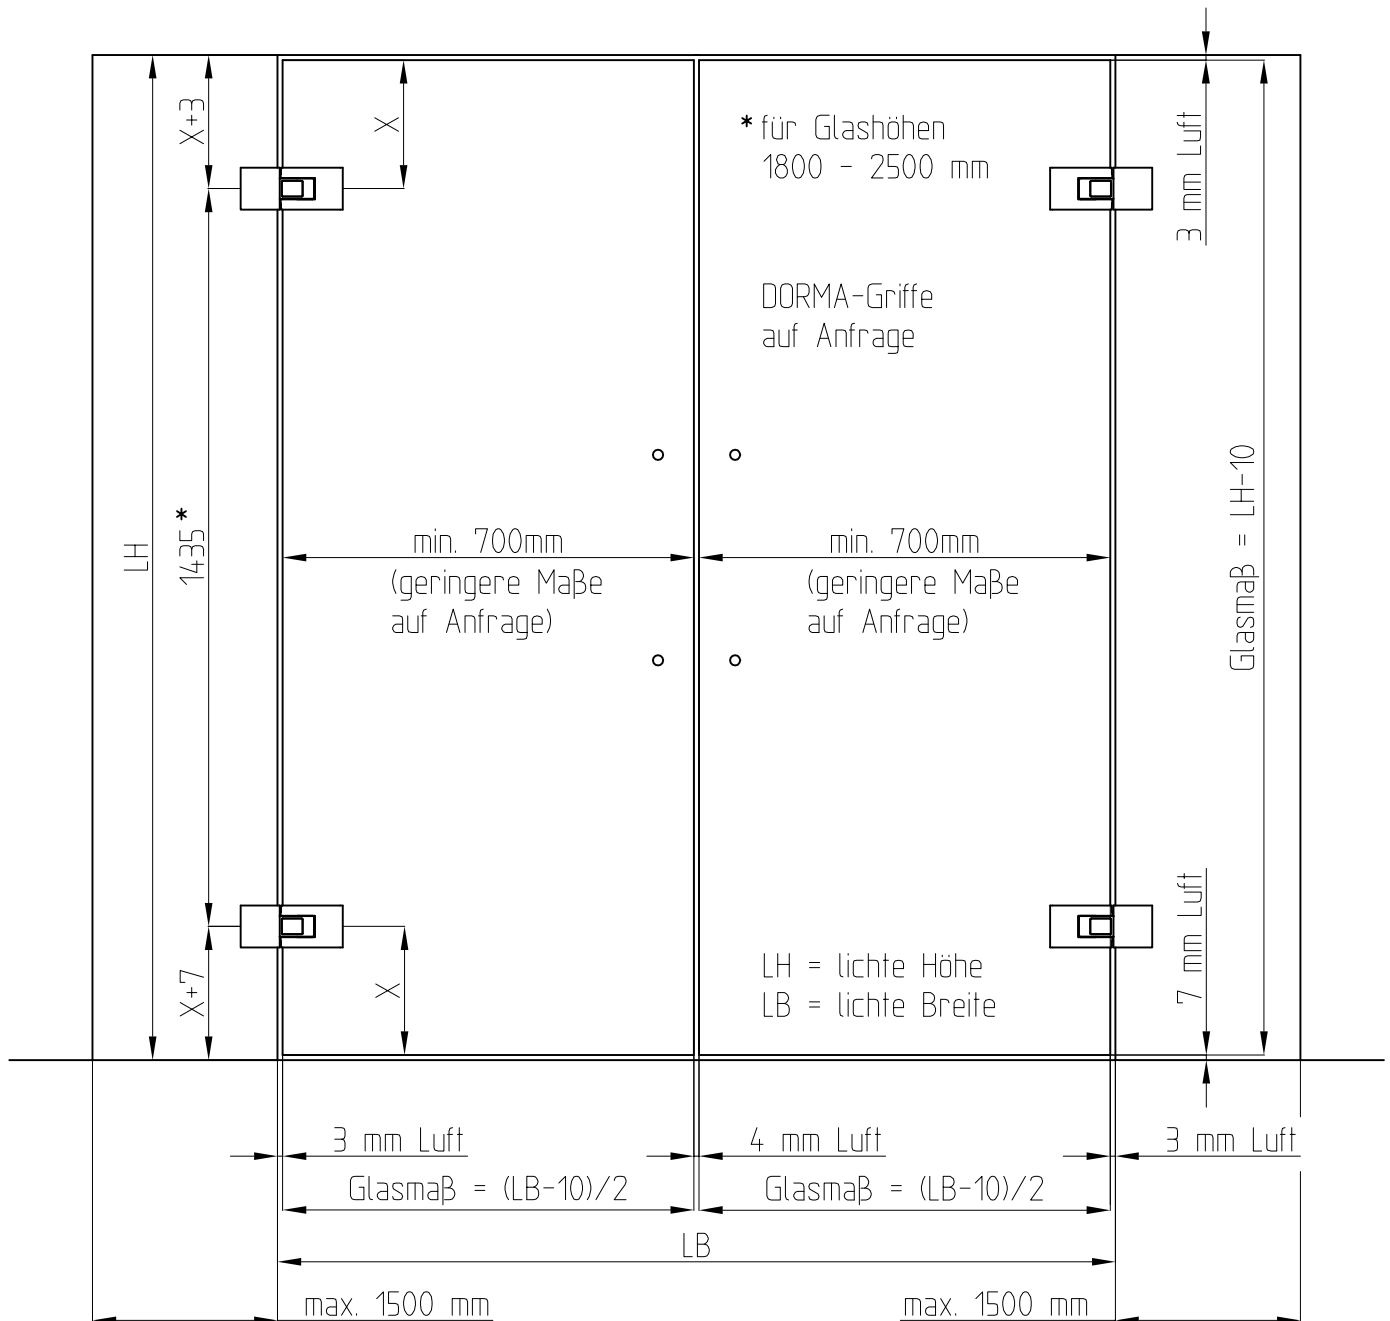 X+3
X
* für Glashöhen
1800 - 2500 mm
3 mm Luft
DORMA-Griffe
auf Anfrage
LH
1435*
min. 700mm
(geringere Maße
auf Anfrage)
min. 700mm
(geringere Maße
auf Anfrage)
Glasmaß = LH-10
X+7
X
LH = lichte Höhe
LB = lichte Breite
7 mm Luft
3 mm Luft
4 mm Luft
3 mm Luft
Glasmaß = (LB-10)/2
Glasmaß = (LB-10)/2
LB
max. 1500 mm
max. 1500 mm